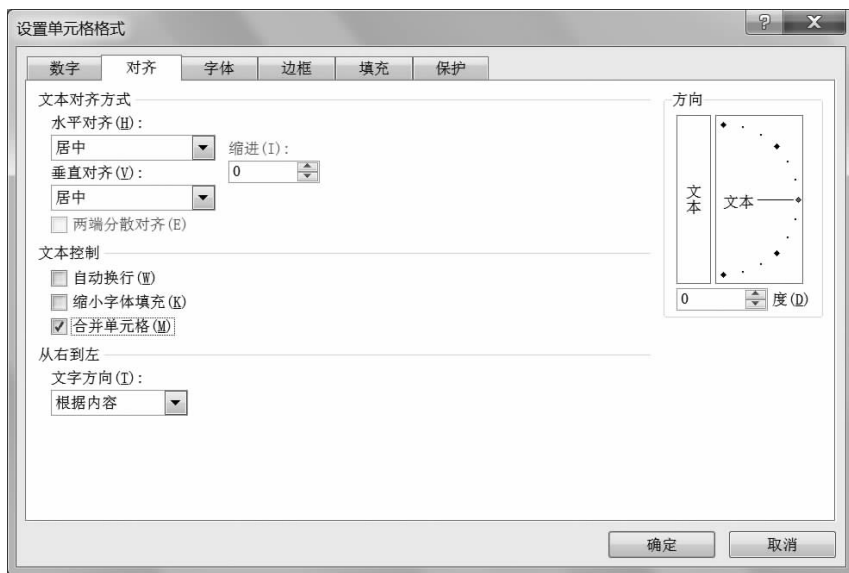 设置单元格格式
数字 对齐 字体 边框 填充 保护
文本对齐方式
水平对齐(H):
居中
缩进(I):
垂直对齐(V):
0
居中
两端分散对齐(E)
文本控制
自动换行(W)
缩小字体填充(K)
合并单元格(M)
从右到左
文字方向(T):
根据内容
方向
文本
文本
0 度(D)
确定 取消